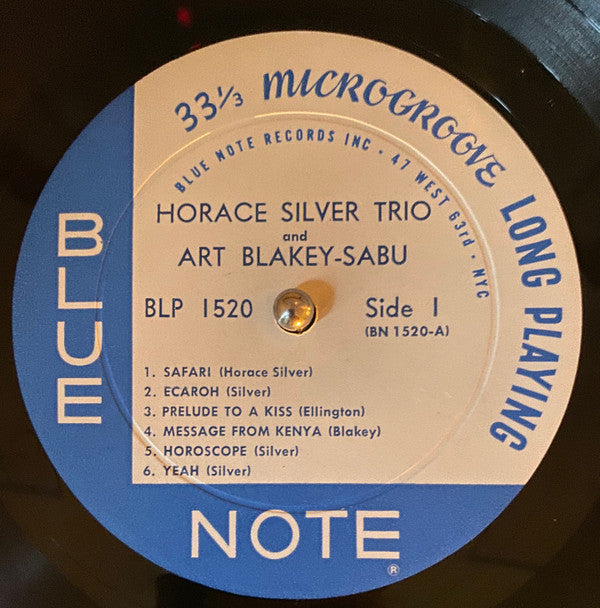 33⅓ MICROGROOVE LONG PLAYING
BLUE NOTE RECORDS INC • 47 WEST 63rd • NYC
HORACE SILVER TRIO
and
ART BLAKEY-SABU
BLP 1520 Side 1
(BN 1520-A)
1. SAFARI (Horace Silver)
2. ECAROH (Silver)
3. PRELUDE TO A KISS (Ellington)
4. MESSAGE FROM KENYA (Blakey)
5. HOROSCOPE (Silver)
6. YEAH (Silver)
BLUE
NOTE
®